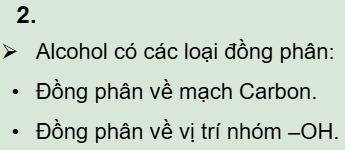 2.
➢ Alcohol có các loại đồng phân:
• Đồng phân về mạch Carbon.
• Đồng phân về vị trí nhóm –OH.